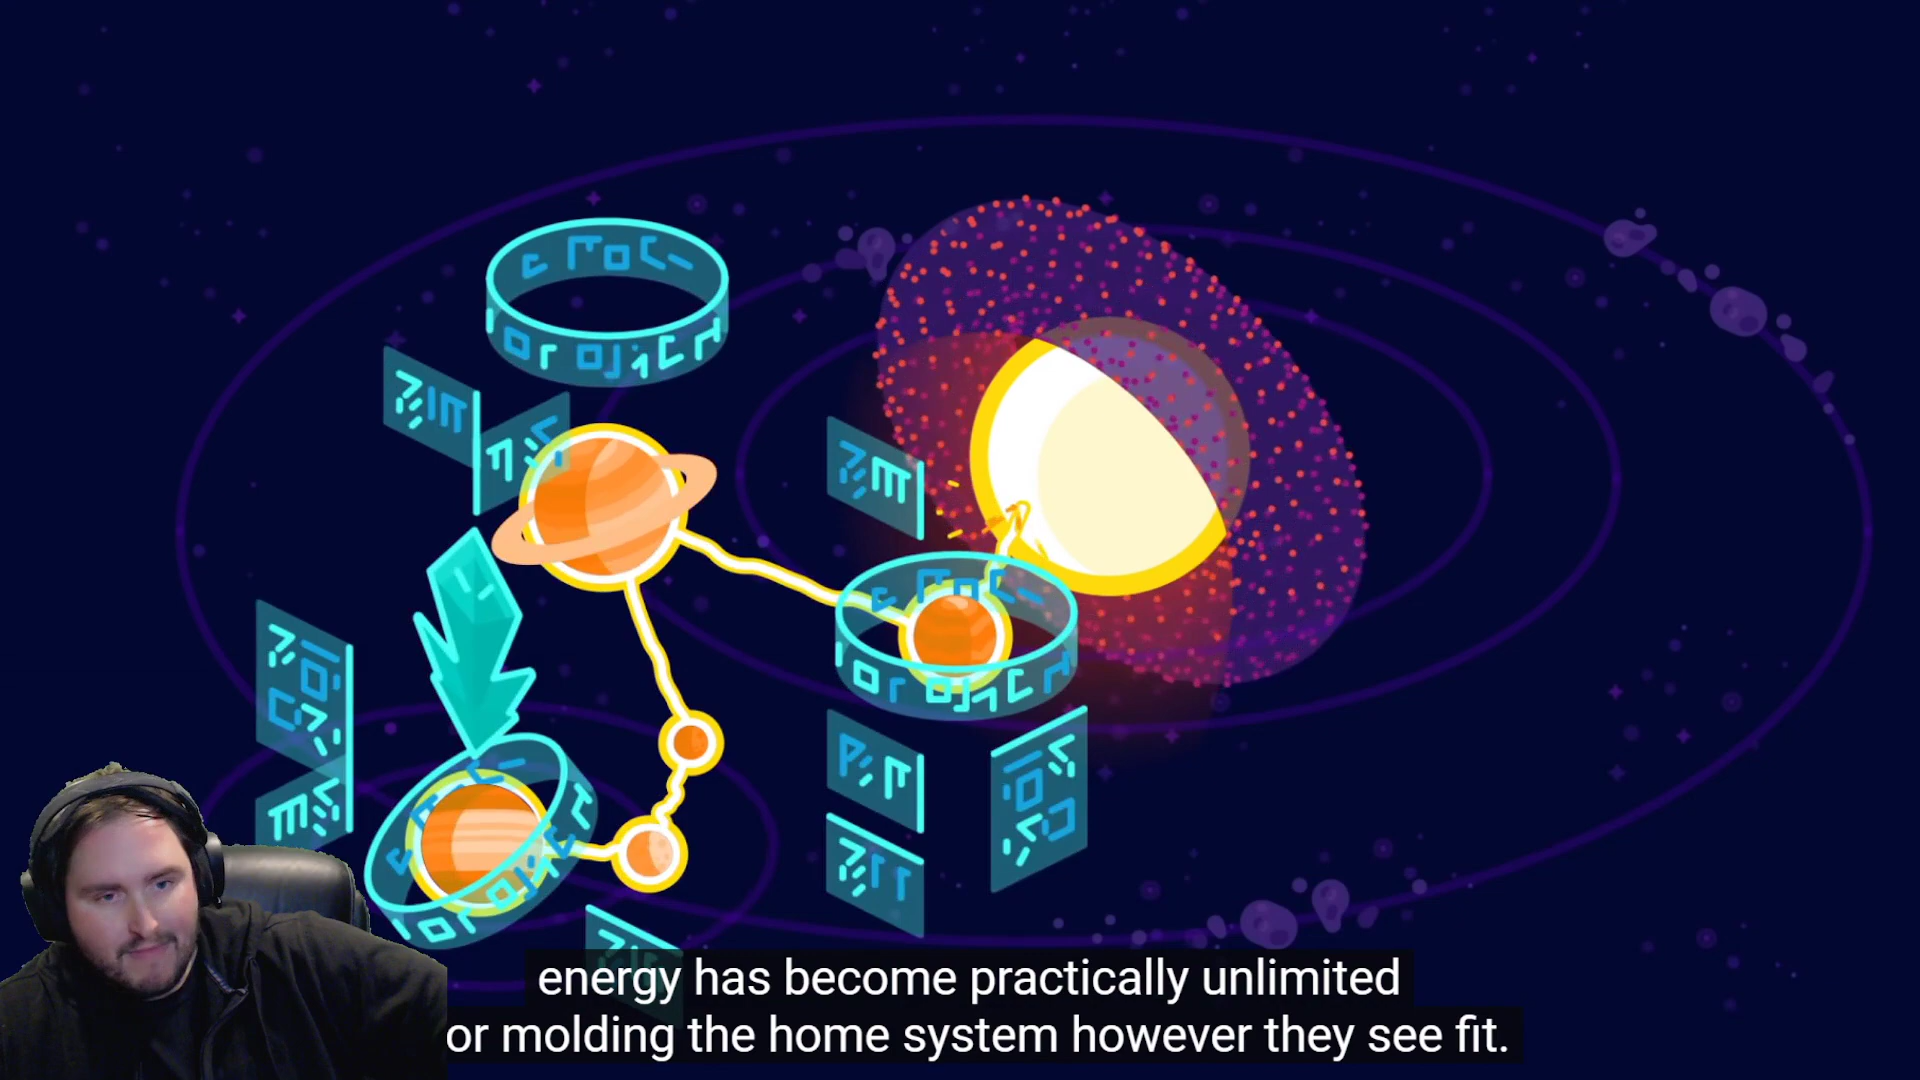 energy has become practically unlimited
or molding the home system however they see fit.